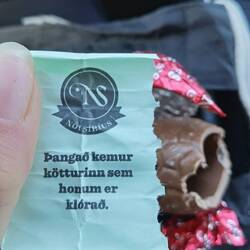 NS
NÓI SÍRÍUS
Þangað kemur
kötturinn sem
honum er
klórað.